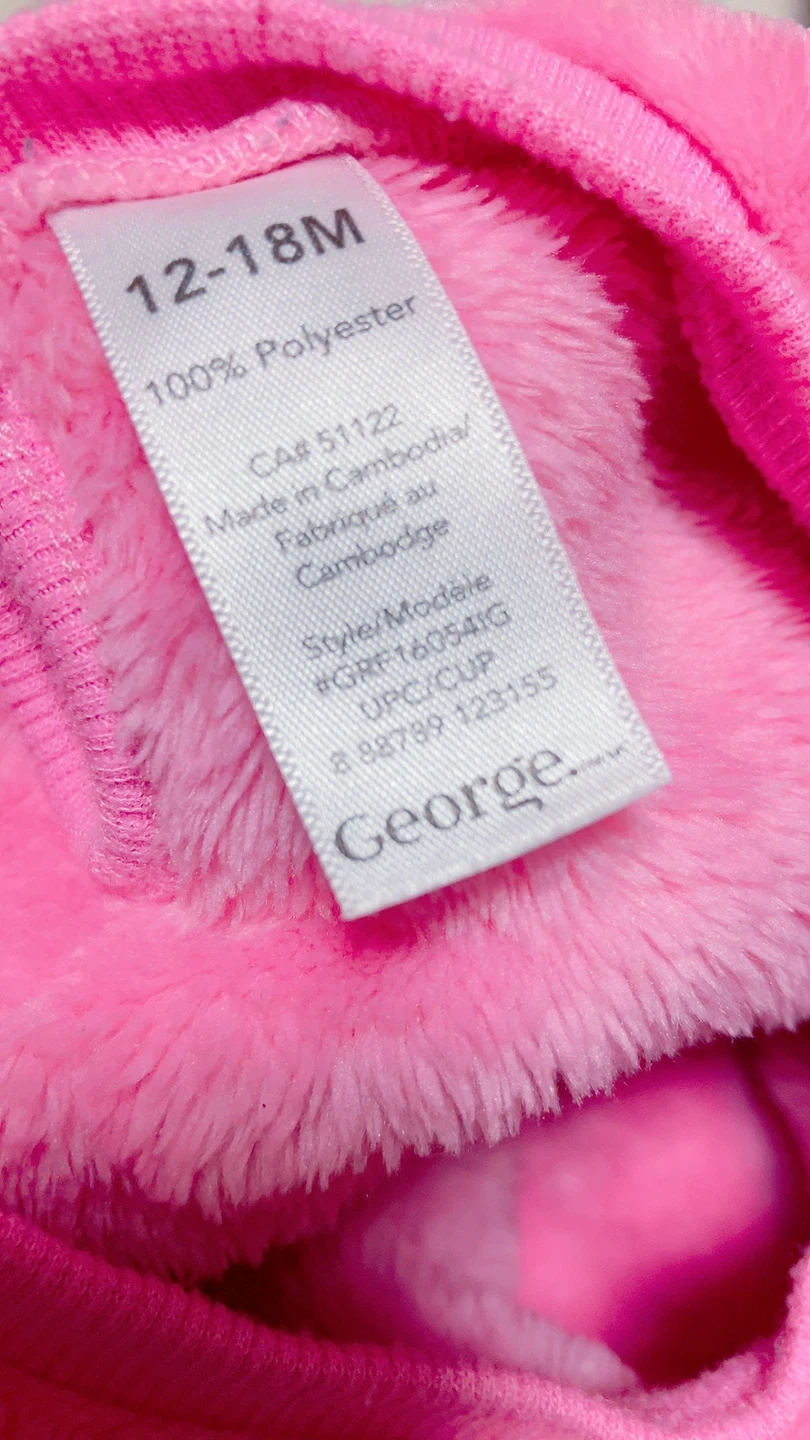 12-18M
100% Polyester
CA# 51122
Made in Cambodia/
Fabriqué au
Cambodge
Style/Modèle
#GRF16054IG
UPC/CUP
8 88789 123155
George.